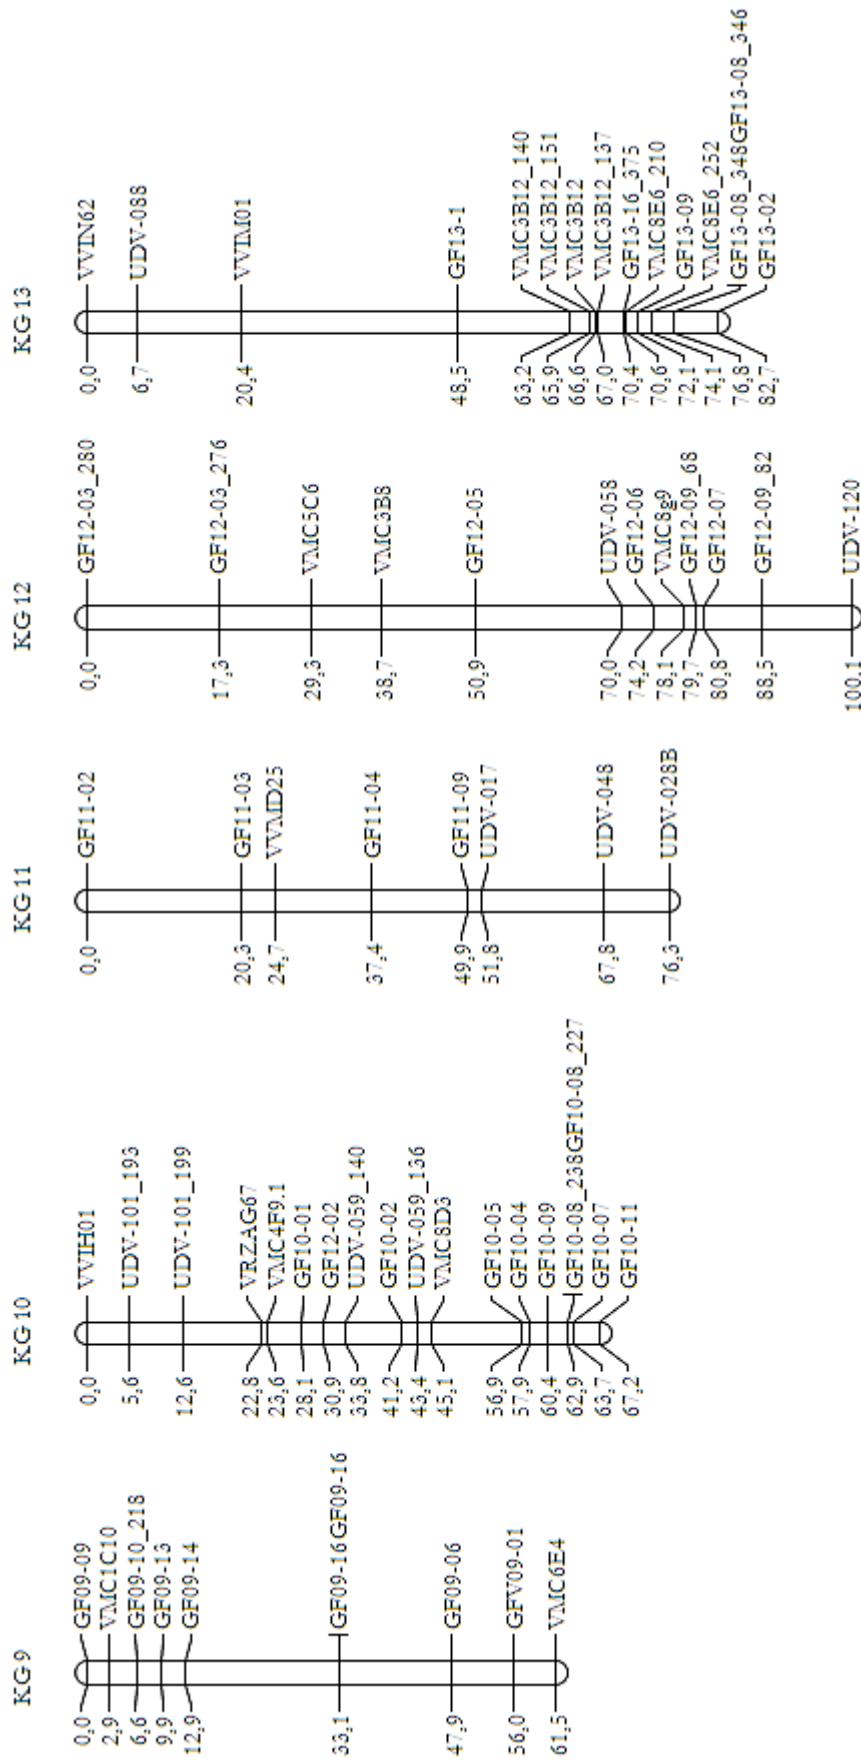 KG 9
0,0 GF09-09
2,9 VMC1C10
6,6 GF09-10_218
9,9 GF09-13
12,9 GF09-14
33,1 GF09-16GF09-16
47,9 GF09-06
56,0 GFV09-01
61,5 VMC6E4
KG 10
0,0 VVIH01
5,6 UDV-101_193
12,6 UDV-101_199
22,8 VRZAG67
23,6 VMC4F9.1
28,1 GF10-01
30,9 GF12-02
33,8 UDV-059_140
41,2 GF10-02
43,4 UDV-059_136
45,1 VMC8D3
56,9 GF10-05
57,9 GF10-04
60,4 GF10-09
62,9 GF10-08_238GF10-08_227
63,7 GF10-07
67,2 GF10-11
KG 11
0,0 GF11-02
20,3 GF11-03
24,7 VVMD25
37,4 GF11-04
49,9 GF11-09
51,8 UDV-017
67,8 UDV-048
76,3 UDV-028B
KG 12
0,0 GF12-03_280
17,3 GF12-03_276
29,3 VMC5C6
38,7 VMC3B8
50,9 GF12-05
70,0 UDV-058
74,2 GF12-06
78,1 VMC8g9
79,7 GF12-09_68
80,8 GF12-07
88,5 GF12-09_82
100,1 UDV-120
KG 13
0,0 VVIN62
6,7 UDV-088
20,4 VVIM01
48,5 GF13-1
63,2 VMC3B12_140
65,9 VMC3B12_151
66,6 VMC3B12
67,0 VMC3B12_137
70,4 GF13-16_375
70,6 VMC8E6_210
72,1 GF13-09
74,1 VMC8E6_252
76,8 GF13-08_348GF13-08_346
82,7 GF13-02